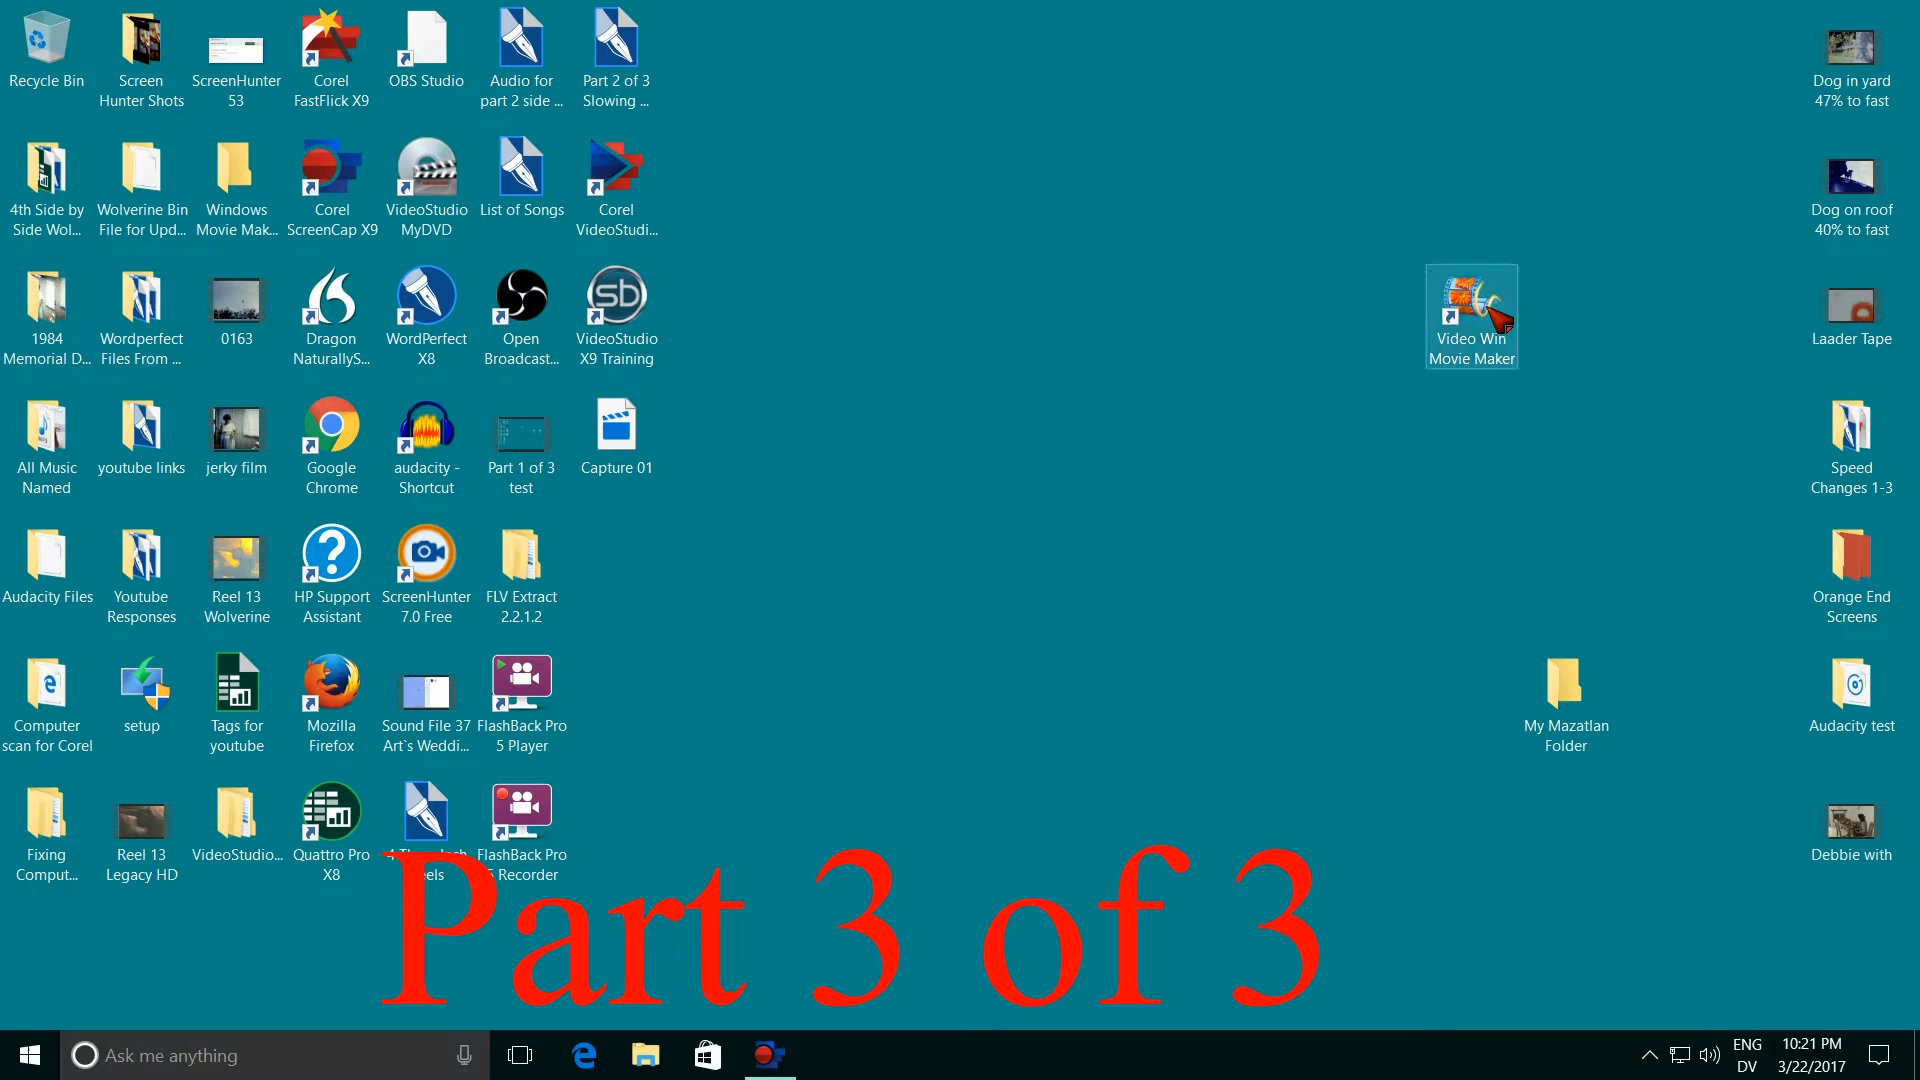 Recycle Bin
Screen
Hunter Shots
ScreenHunter
53
Corel
FastFlick X9
OBS Studio
Audio for
part 2 side ...
Part 2 of 3
Slowing ...
Dog in yard
47% to fast
4th Side by
Side Wol...
Wolverine Bin
File for Upd...
Windows
Movie Mak...
Corel
ScreenCap X9
VideoStudio
MyDVD
List of Songs
Corel
VideoStudi...
Dog on roof
40% to fast
1984
Memorial D...
Wordperfect
Files From ...
0163
Dragon
NaturallyS...
WordPerfect
X8
Open
Broadcast...
sb
VideoStudio
X9 Training
Video Win
Movie Maker
Laader Tape
All Music
Named
youtube links
jerky film
Google
Chrome
audacity -
Shortcut
Part 1 of 3
test
Capture 01
Speed
Changes 1-3
Audacity Files
Youtube
Responses
Reel 13
Wolverine
HP Support
Assistant
ScreenHunter
7.0 Free
FLV Extract
2.2.1.2
Orange End
Screens
Computer
scan for Corel
setup
Tags for
youtube
Mozilla
Firefox
Sound File 37
Art`s Weddi...
FlashBack Pro
5 Player
My Mazatlan
Folder
Audacity test
Fixing
Comput...
Reel 13
Legacy HD
VideoStudio...
Quattro Pro
X8
FlashBack Pro
5 Recorder
Debbie with
Part 3 of 3
Ask me anything
ENG
DV
10:21 PM
3/22/2017